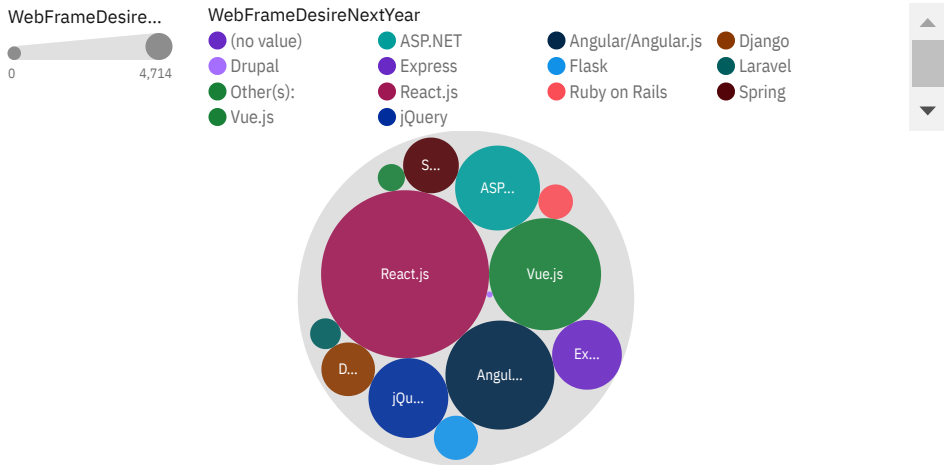 WebFrameDesire...
0
4,714
WebFrameDesireNextYear
(no value) ASP.NET Angular/Angular.js Django
Drupal Express Flask Laravel
Other(s): React.js Ruby on Rails Spring
Vue.js jQuery
S...
ASP...
React.js
Vue.js
Ex...
D...
Angul...
jQu...